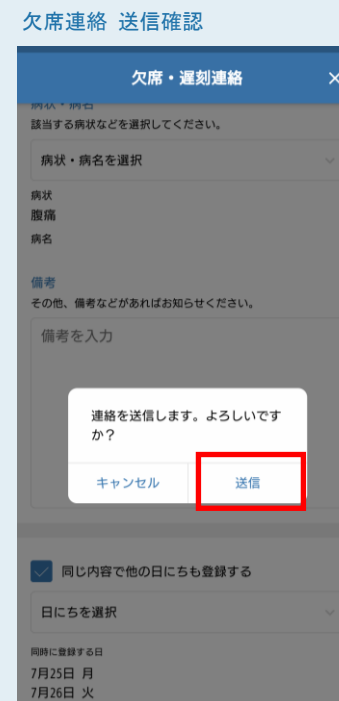 欠席連絡 送信確認
欠席・遅刻連絡
病状・病名
該当する病状などを選択してください。
病状・病名を選択
病状
腹痛
病名
備考
その他、備考などがあればお知らせください。
備考を入力
連絡を送信します。よろしいです
か？
キャンセル 送信
同じ内容で他の日にちも登録する
日にちを選択
同時に登録する日
7月25日 月
7月26日 火